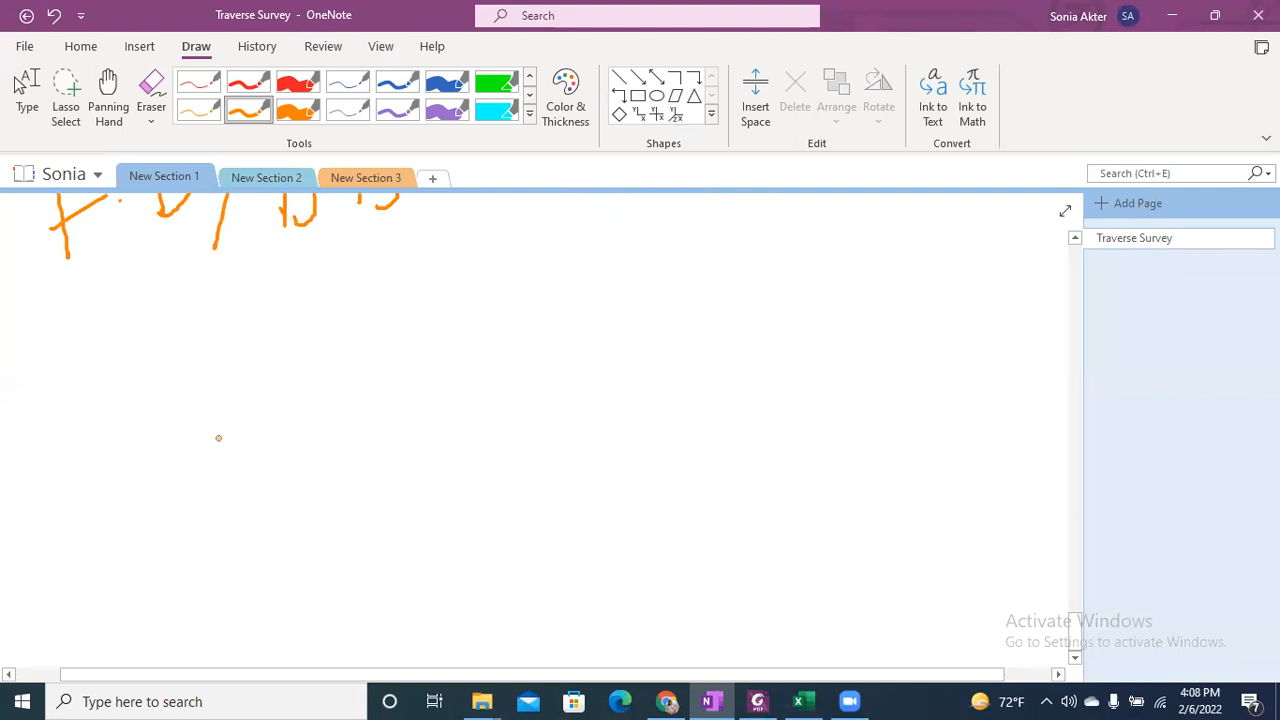 Traverse Survey - OneNote
Search
Sonia Akter
SA
File
Home
Insert
Draw
History
Review
View
Help
Type
Lasso
Select
Panning
Hand
Eraser
Color &
Thickness
Insert
Space
Delete
Arrange
Rotate
Ink to
Text
Ink to
Math
Tools
Shapes
Edit
Convert
Sonia
New Section 1
New Section 2
New Section 3
Search (Ctrl+E)
Add Page
Traverse Survey
Activate Windows
Go to Settings to activate Windows.
Type here to search
72°F
4:08 PM
2/6/2022
7